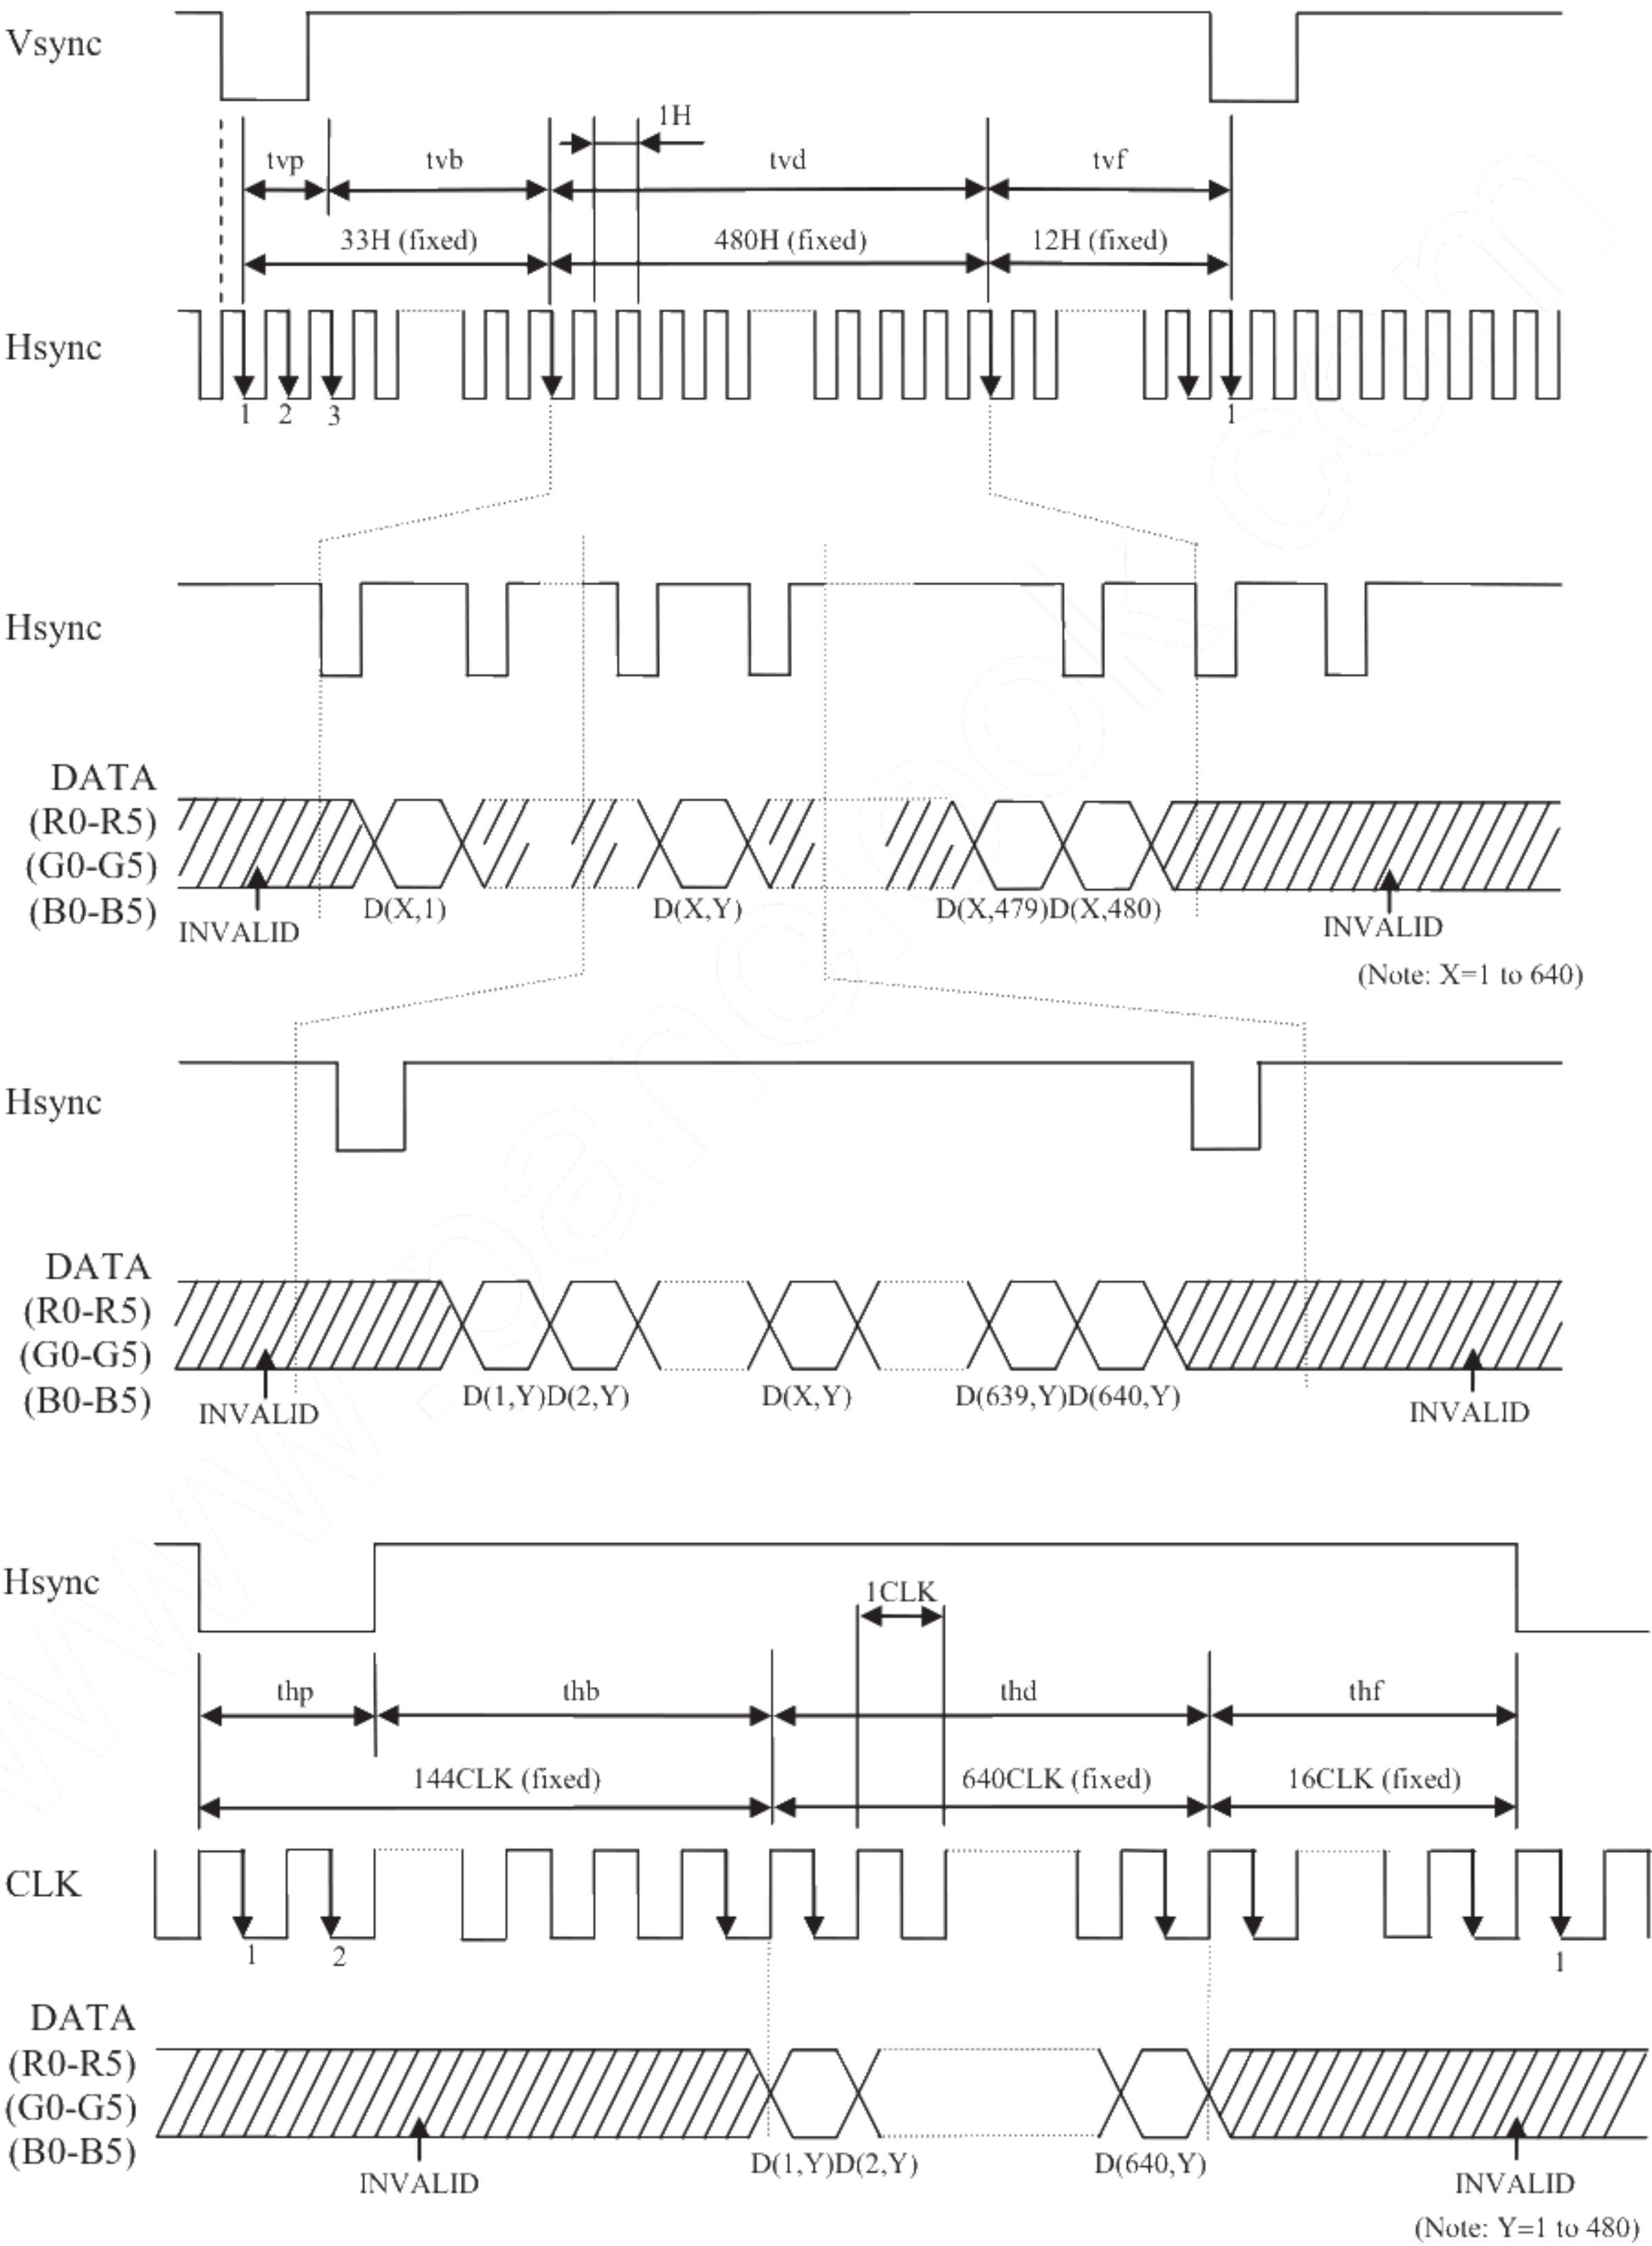 Vsync
1H
tvp tvb tvd tvf
33H (fixed) 480H (fixed) 12H (fixed)
Hsync
1 2 3 1
Hsync
DATA
(R0-R5)
(G0-G5)
(B0-B5)
D(X,1) D(X,Y) D(X,479)D(X,480)
INVALID INVALID
(Note: X=1 to 640)
Hsync
DATA
(R0-R5)
(G0-G5)
(B0-B5)
D(1,Y)D(2,Y) D(X,Y) D(639,Y)D(640,Y)
INVALID INVALID
Hsync
1CLK
thp thb thd thf
144CLK (fixed) 640CLK (fixed) 16CLK (fixed)
CLK
1 2 1
DATA
(R0-R5)
(G0-G5)
(B0-B5)
D(1,Y)D(2,Y) D(640,Y)
INVALID INVALID
(Note: Y=1 to 480)
www.panelook.com